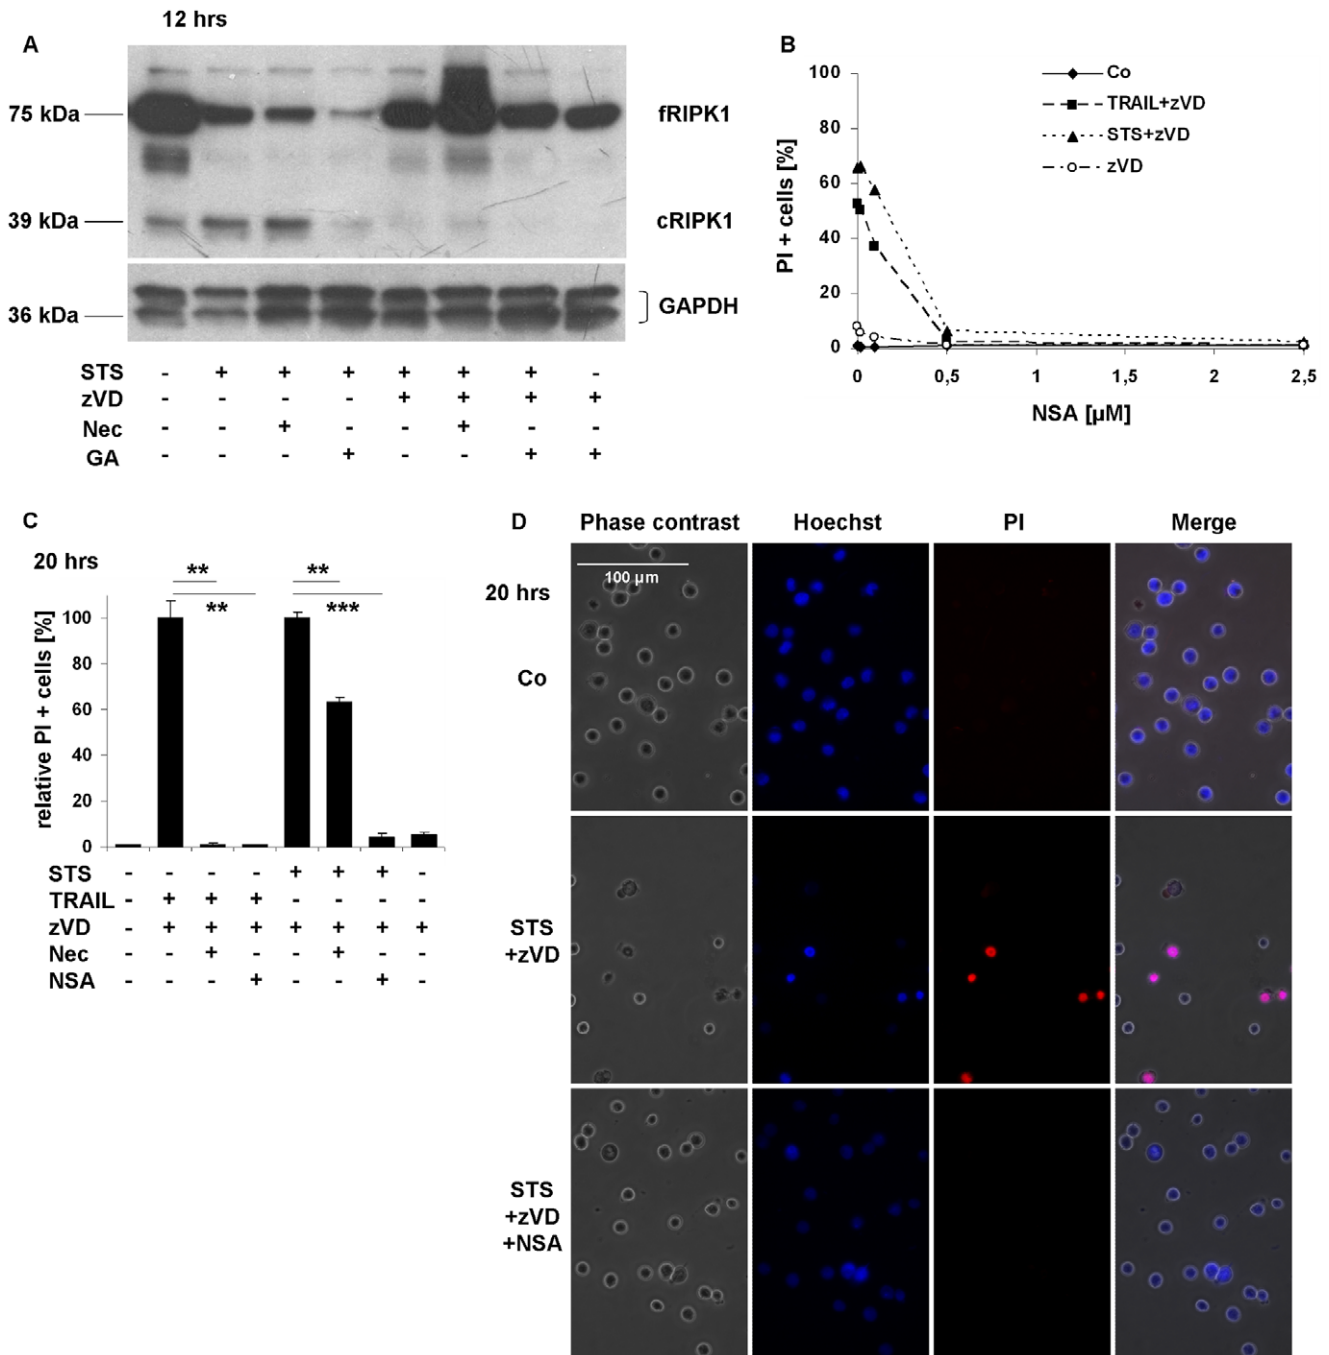 12 hrs
A
75 kDa
fRIPK1
39 kDa
cRIPK1
36 kDa
GAPDH
STS - + + + + + + -
zVD - - - - + + + +
Nec - - + - - + - -
GA - - - + - - + +
B
100
80
60
40
20
0
PI + cells [%]
Co
TRAIL+zVD
STS+zVD
zVD
0 0,5 1 1,5 2 2,5
NSA [µM]
C
20 hrs
** **
** ***
relative PI + cells [%]
100
80
60
40
20
0
STS - - - - + + + -
TRAIL - + + + - - - -
zVD - + + + + + + +
Nec - - + - - + - -
NSA - - - + - - + -
D
Phase contrast Hoechst PI Merge
100 µm
20 hrs
Co
STS
+zVD
STS
+zVD
+NSA